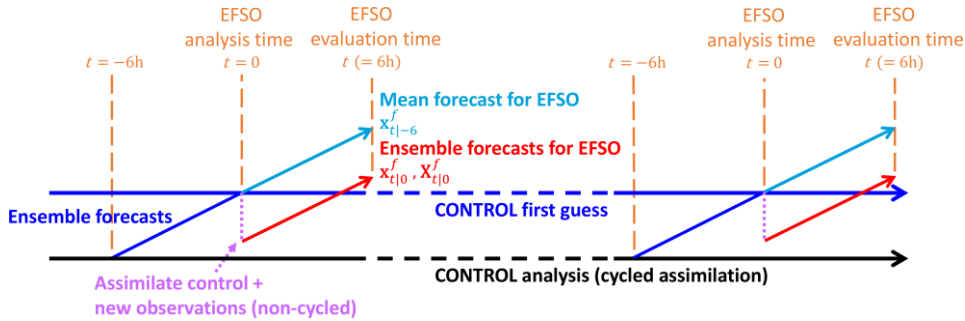 EFSO
analysis time
EFSO
evaluation time
t = −6h
t = 0
t (= 6h)
Mean forecast for EFSO
x^f_{t|−6}
Ensemble forecasts for EFSO
x^f_{t|0} , X^f_{t|0}
Ensemble forecasts
CONTROL first guess
Assimilate control +
new observations (non-cycled)
CONTROL analysis (cycled assimilation)
EFSO
analysis time
EFSO
evaluation time
t = −6h
t = 0
t (= 6h)